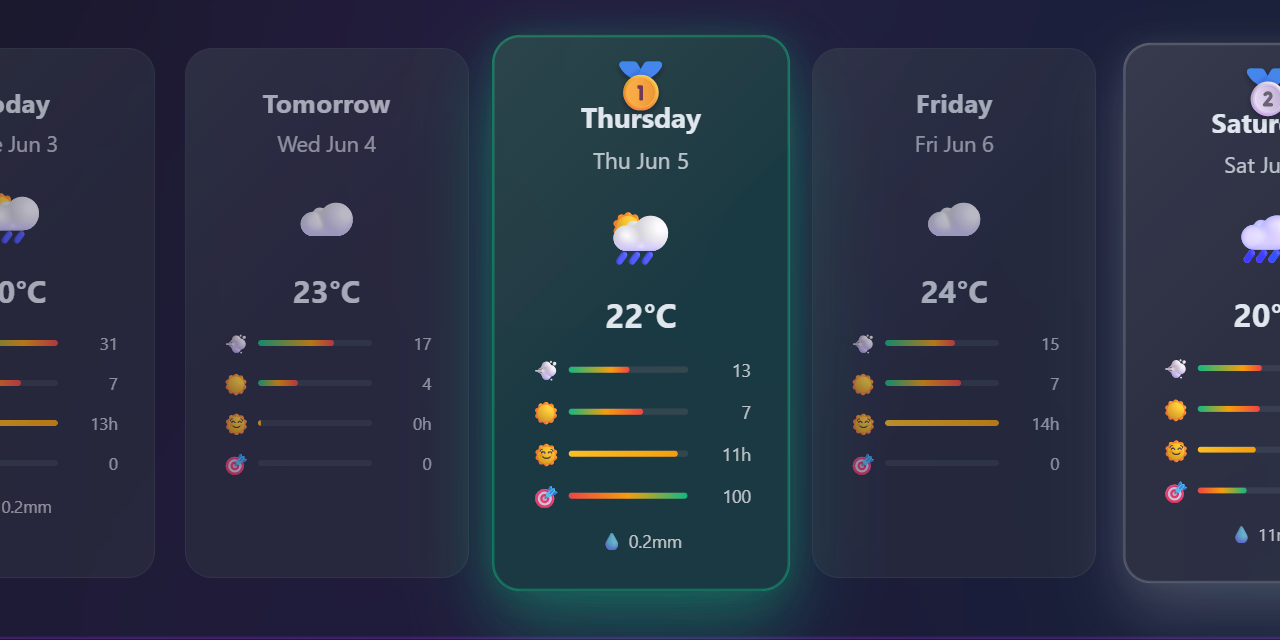 oday
e Jun 3
0°C
31
7
13h
0
0.2mm
Tomorrow
Wed Jun 4
23°C
17
4
0h
0
1
Thursday
Thu Jun 5
22°C
13
7
11h
100
0.2mm
Friday
Fri Jun 6
24°C
15
7
14h
0
2
Satur
Sat Ju
20°
11